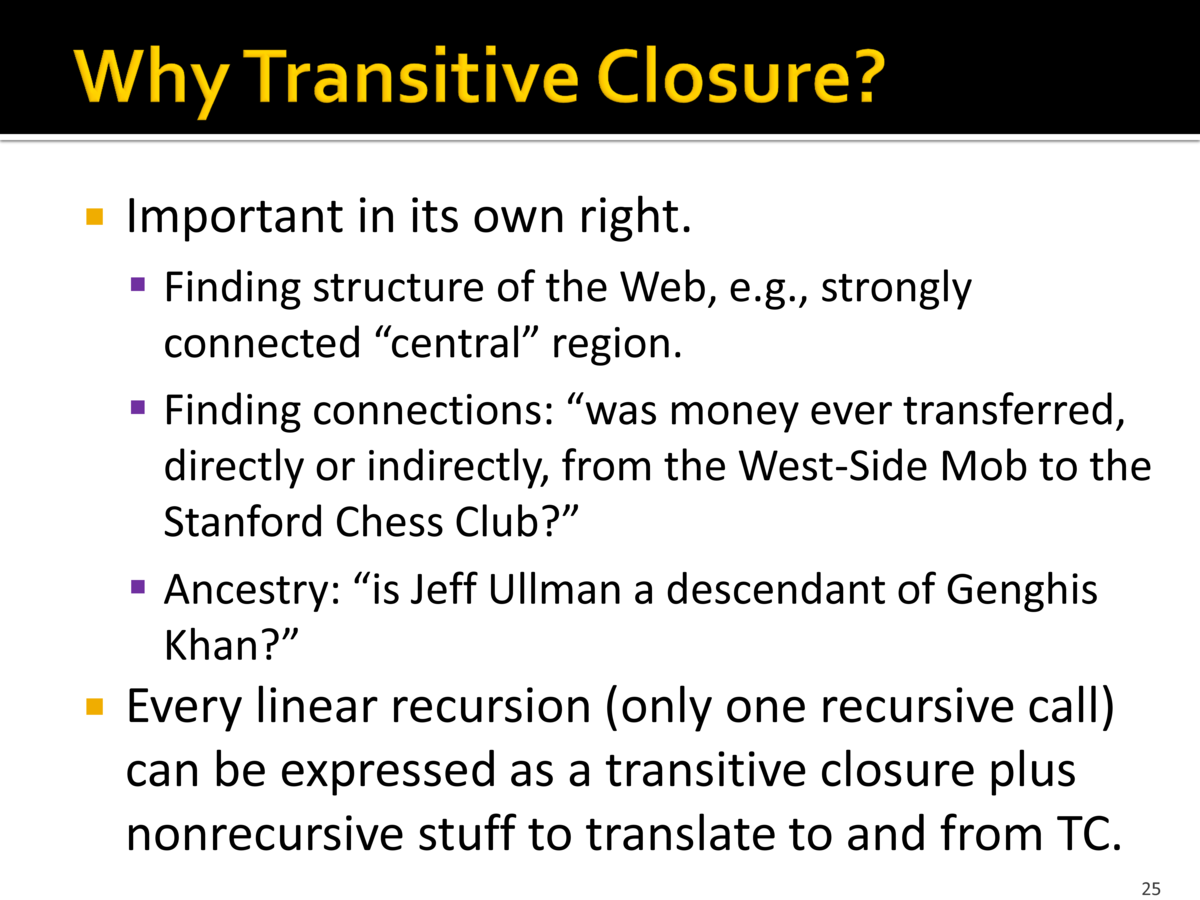 Why Transitive Closure?
Important in its own right.
Finding structure of the Web, e.g., strongly
connected “central” region.
Finding connections: “was money ever transferred,
directly or indirectly, from the West-Side Mob to the
Stanford Chess Club?”
Ancestry: “is Jeff Ullman a descendant of Genghis
Khan?”
Every linear recursion (only one recursive call)
can be expressed as a transitive closure plus
nonrecursive stuff to translate to and from TC.
25